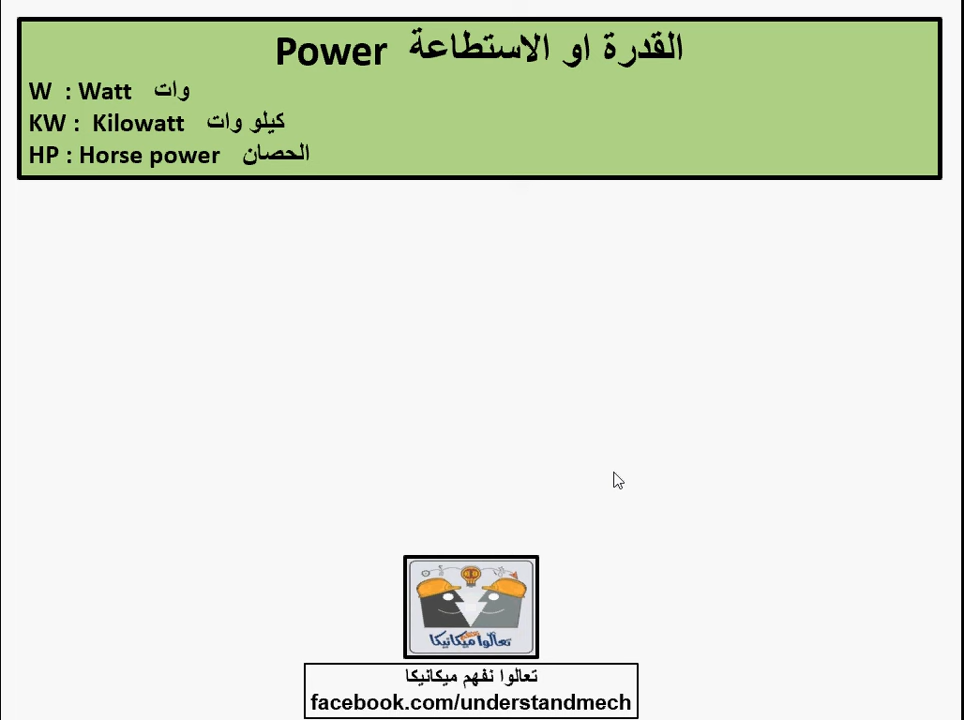 القدرة او الاستطاعة Power
W : Watt وات
KW : Kilowatt كيلو وات
HP : Horse power الحصان
تعالوا نفهم ميكانيكا
تعالوا نفهم ميكانيكا
facebook.com/understandmech